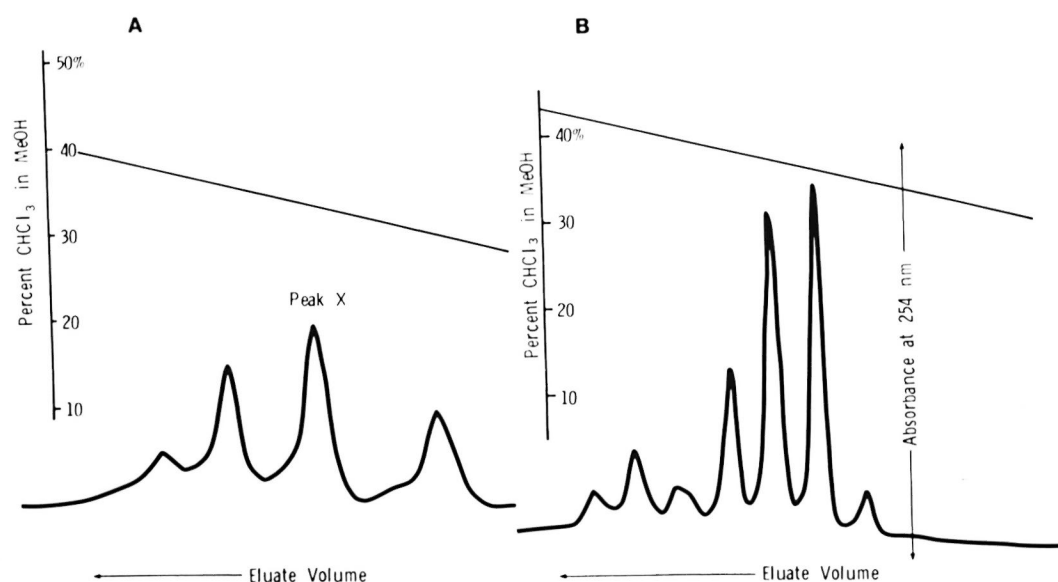 A
Percent CHCl₃ in MeOH
50%
40
30
20
10
Peak X
← Eluate Volume
B
Percent CHCl₃ in MeOH
40%
30
20
10
Absorbance at 254 nm
← Eluate Volume